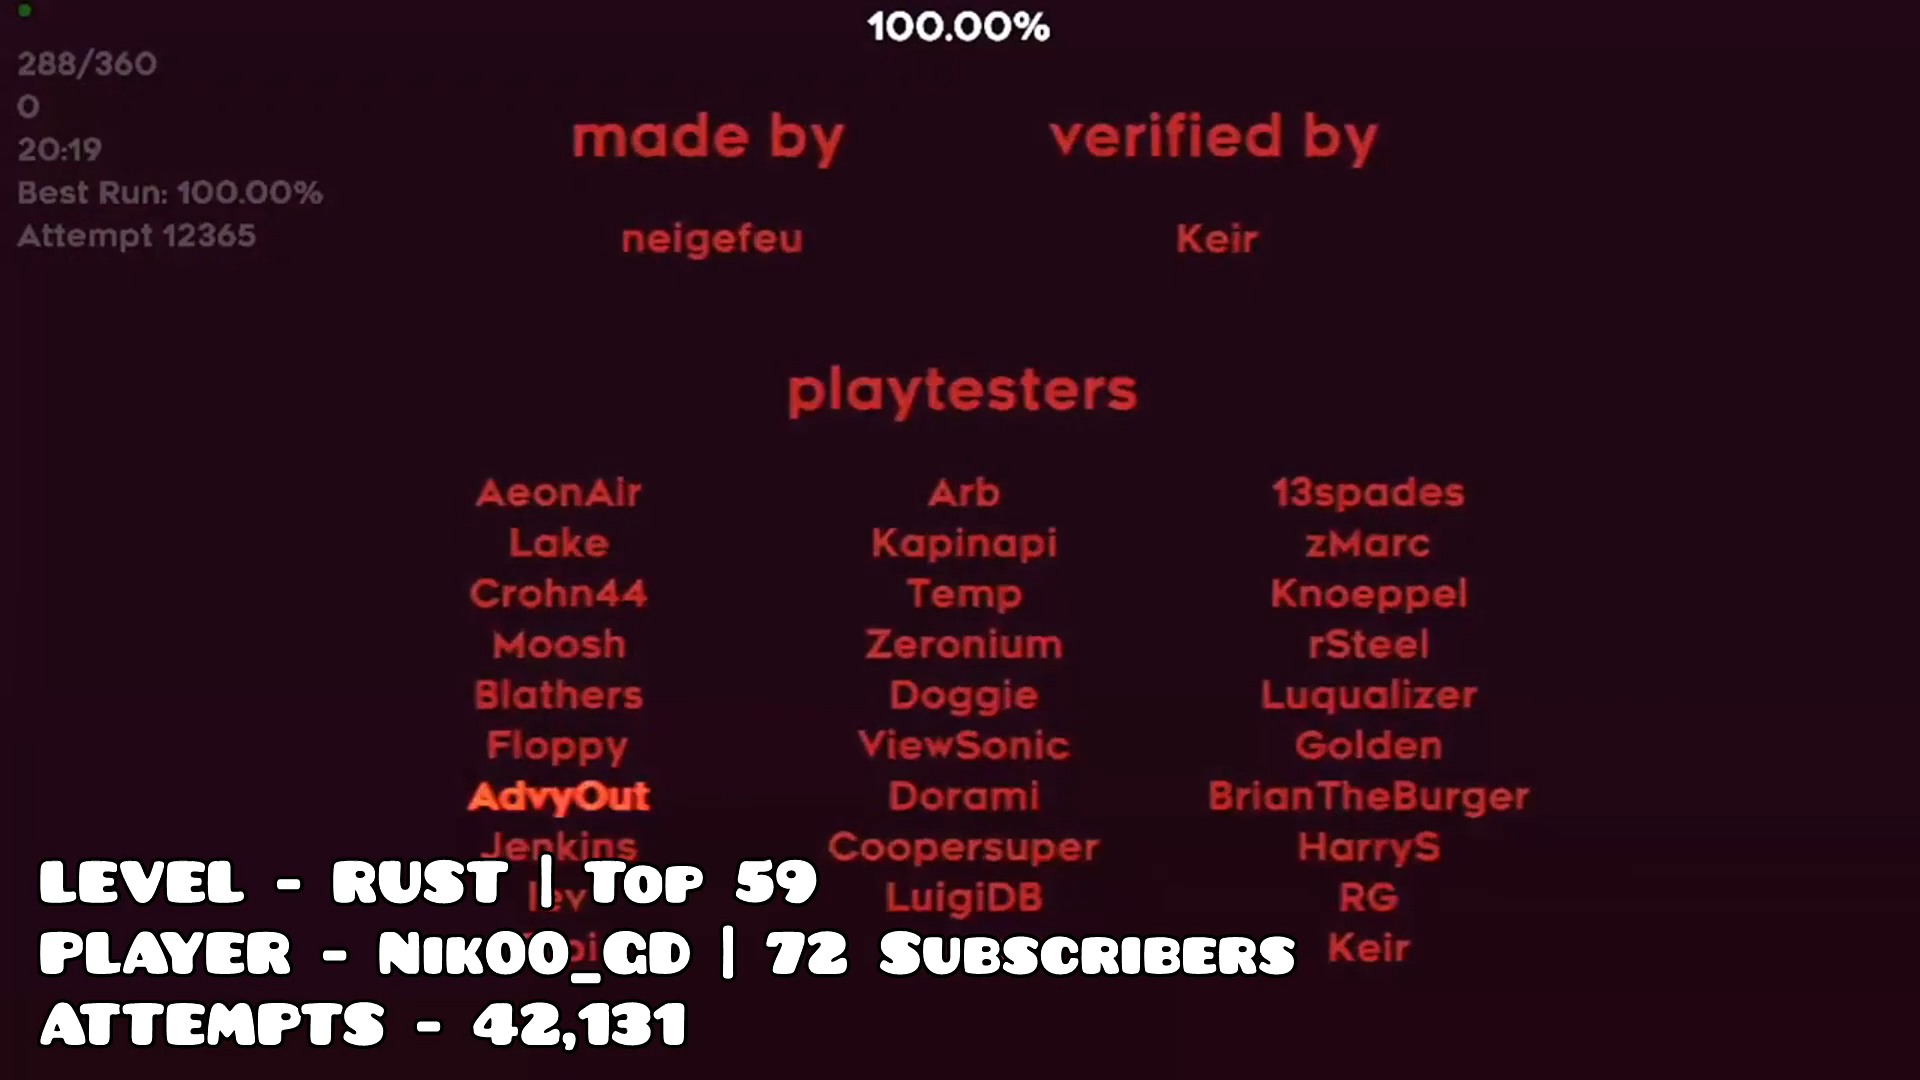 100.00%
288/360
0
20:19
Best Run: 100.00%
Attempt 12365
made by verified by
neigefeu Keir
playtesters
AeonAir Arb 13spades
Lake Kapinapi zMarc
Crohn44 Temp Knoeppel
Moosh Zeronium rSteel
Blathers Doggie Luqualizer
Floppy ViewSonic Golden
AdvyOut Dorami BrianTheBurger
Jenkins Coopersuper HarryS
LEVEL - RUST | Top 59
LuigiDB RG
PLAYER - Nik00_GD | 72 Subscribers
Keir
ATTEMPTS - 42,131